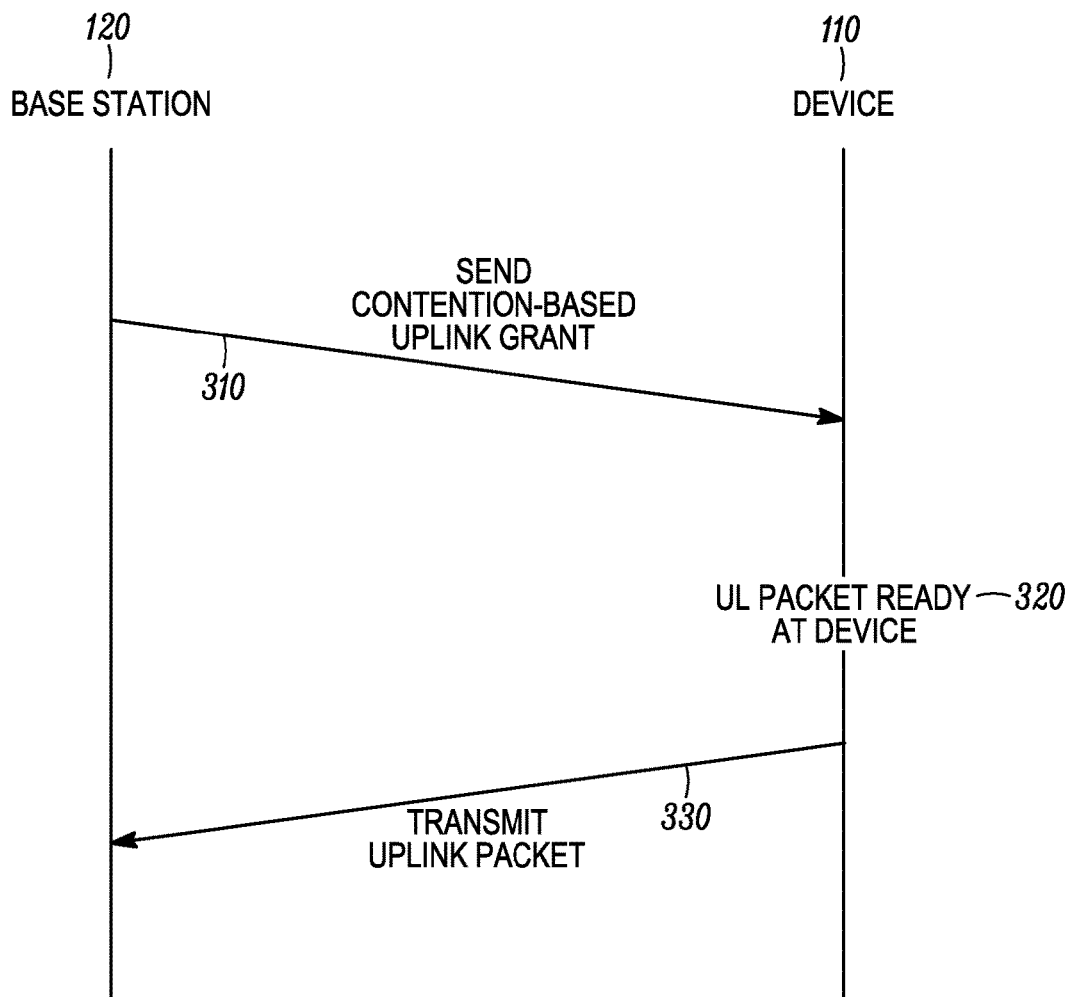 120
110
BASE STATION
DEVICE
SEND
CONTENTION-BASED
UPLINK GRANT
310
UL PACKET READY
320
AT DEVICE
330
TRANSMIT
UPLINK PACKET